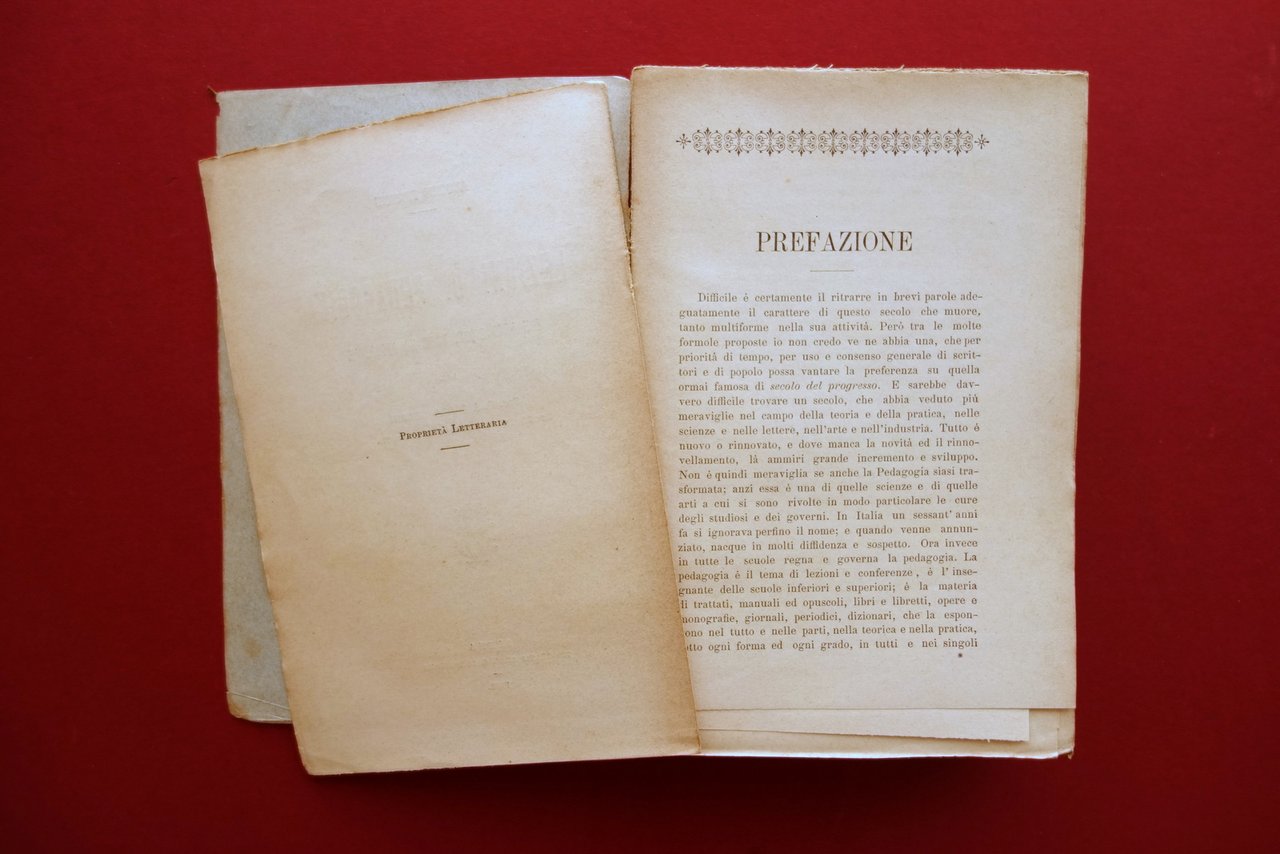 Proprietà Letteraria
PREFAZIONE
Difficile é certamente il ritrarre in brevi parole ade-
guatamente il carattere di questo secolo che muore,
tanto multiforme nella sua attività. Però tra le molte
formole proposte io non credo ve ne abbia una, che per
priorità di tempo, per uso e consenso generale di scrit-
tori e di popolo possa vantare la preferenza su quella
ormai famosa di secolo del progresso. E sarebbe dav-
vero difficile trovare un secolo, che abbia veduto più
meraviglie nel campo della teoria e della pratica, nelle
scienze e nelle lettere, nell'arte e nell'industria. Tutto é
nuovo o rinnovato, e dove manca la novità ed il rinno-
vellamento, là ammiri grande incremento e sviluppo.
Non é quindi meraviglia se anche la Pedagogia siasi tra-
sformata; anzi essa é una di quelle scienze e di quelle
arti a cui si sono rivolte in modo particolare le cure
degli studiosi e dei governi. In Italia un sessant' anni
fa si ignorava perfino il nome; e quando venne annun-
ziato, nacque in molti diffidenza e sospetto. Ora invece
in tutte le scuole regna e governa la pedagogia. La
pedagogia é il tema di lezioni e conferenze, é l' inse-
gnante delle scuole inferiori e superiori; é la materia
di trattati, manuali ed opuscoli, libri e libretti, opere e
monografie, giornali, periodici, dizionari, che la espon-
gono nel tutto e nelle parti, nella teorica e nella pratica,
sotto ogni forma ed ogni grado, in tutti e nei singoli
*